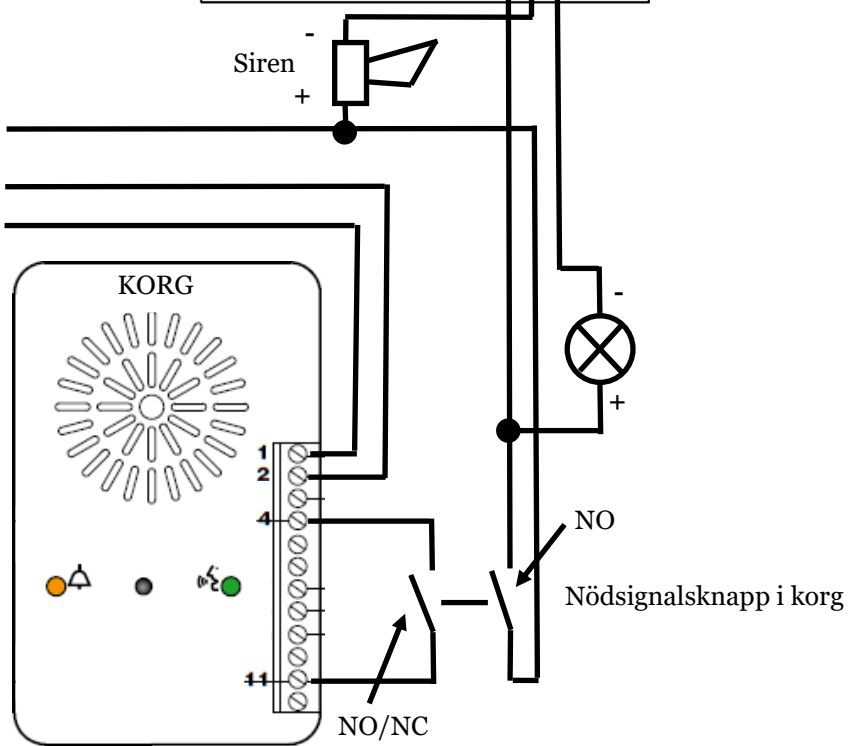 -
Siren
+
KORG
-
+
1
2
4
NO
Nödsignalsknapp i korg
11
NO/NC